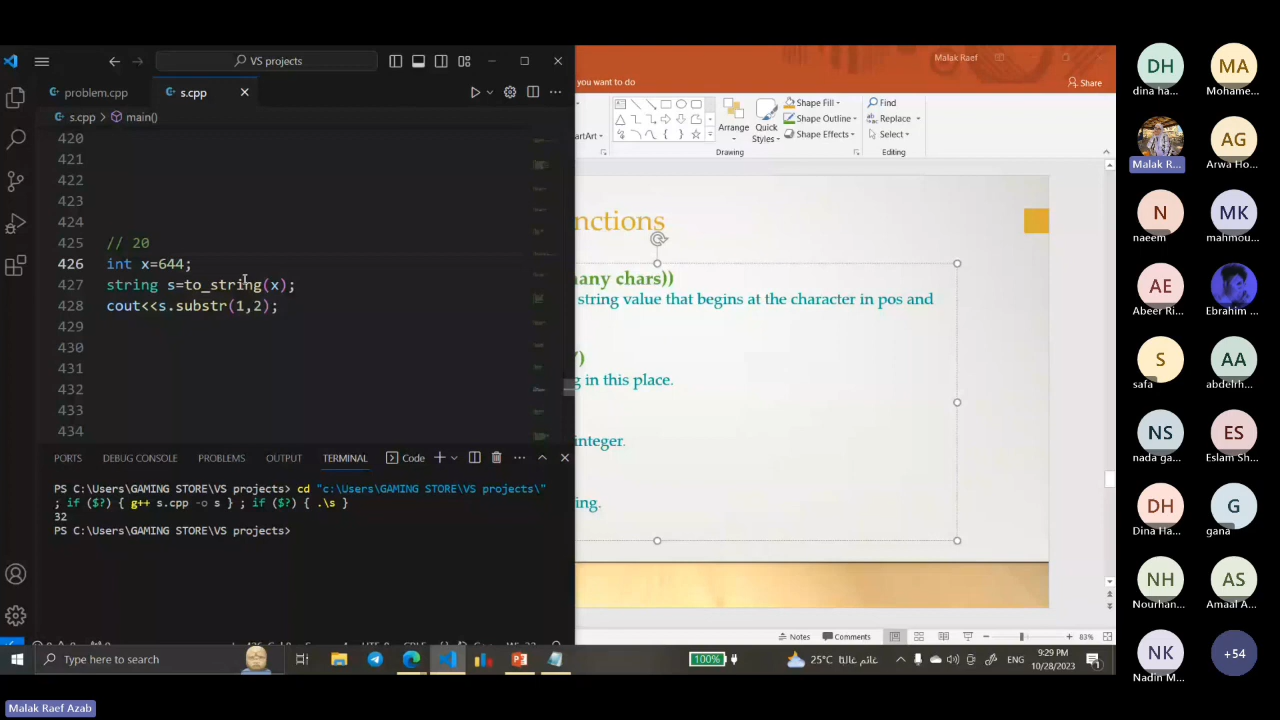 VS projects
problem.cpp
s.cpp
s.cpp > main()
420
421
422
423
424
425 // 20
426 int x=644;
427 string s=to_string(x);
428 cout<<s.substr(1,2);
429
430
431
432
433
434
PORTS DEBUG CONSOLE PROBLEMS OUTPUT TERMINAL Code
PS C:\Users\GAMING STORE\VS projects> cd "c:\Users\GAMING STORE\VS projects\"
; if ($?) { g++ s.cpp -o s } ; if ($?) { .\s }
32
PS C:\Users\GAMING STORE\VS projects>
Malak Raef
you want to do
Share
Arrange
Quick
Styles
Shape Fill
Shape Outline
Shape Effects
Find
Replace
Select
Drawing
Editing
nctions
nany chars))
string value that begins at the character in pos and
)
g in this place.
integer.
ing.
Notes Comments 83%
Type here to search
100%
25°C غائم غالبًا
ENG
9:29 PM
10/28/2023
1
DH
dina ha...
MA
Mohame...
Malak R...
AG
Arwa Ho...
N
naeem
MK
mahmou...
AE
Abeer Ri...
Ebrahim ...
S
safa
AA
abdelrh...
NS
nada ga...
ES
Eslam Sh...
DH
Dina Ha...
G
gana
NH
Nourhan...
AS
Amaal A...
NK
Nadin M...
+54
Malak Raef Azab